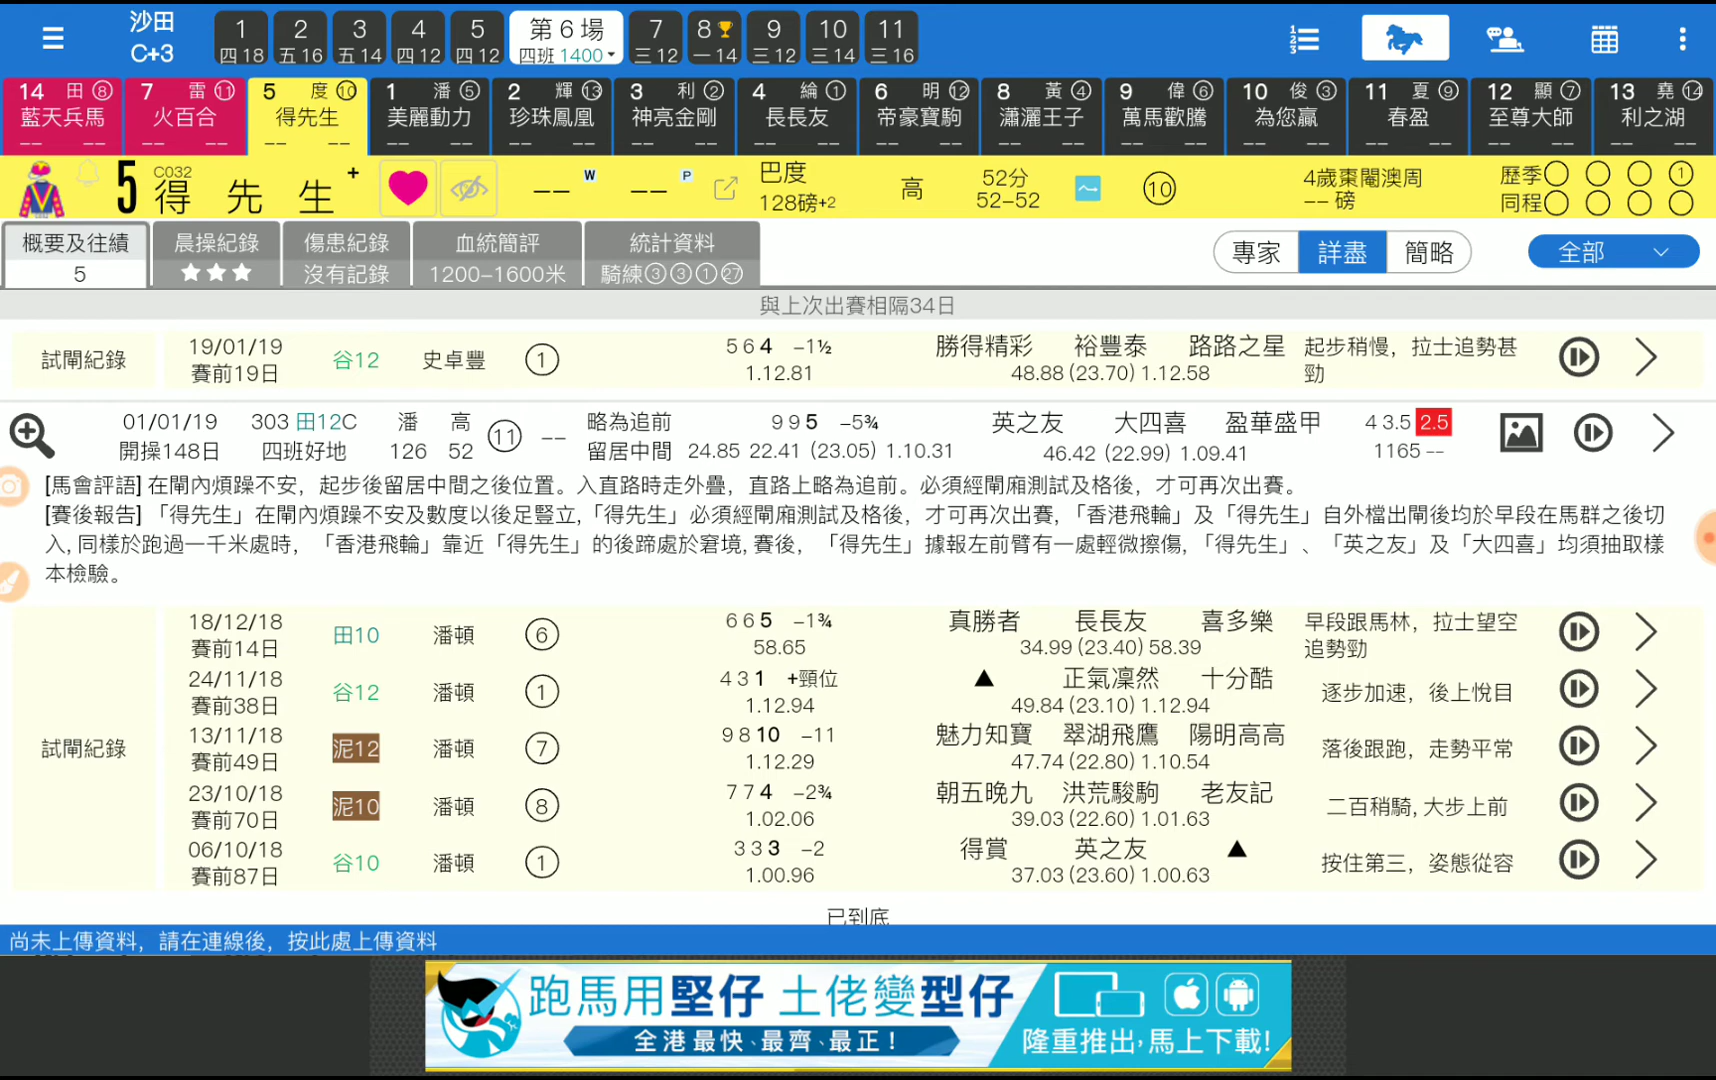 沙田
C+3
1 四18
2 五16
3 五14
4 四12
5 四12
第6場 四班 1400
7 三12
8 一14
9 三12
10 三14
11 三16
14 田⑧ 藍天兵馬 -- --
7 雷⑪ 火百合 -- --
5 度⑩ 得先生 -- --
1 潘⑤ 美麗動力 -- --
2 輝⑬ 珍珠鳳凰 -- --
3 利② 神亮金剛 -- --
4 綸① 長長友 -- --
6 明⑫ 帝豪寶駒 -- --
8 黃④ 瀟灑王子 -- --
9 偉⑥ 萬馬歡騰 -- --
10 俊③ 為您贏 -- --
11 夏⑨ 春盈 -- --
12 顯⑦ 至尊大師 -- --
13 堯⑭ 利之湖 -- --
5 C032 得先生 + -- W -- P 巴度 128磅+2 高 52分 52-52 ⑩ 4歲棗閹澳周 -- 磅 歷季 ① 同程
概要及往績 5
晨操紀錄 ★★★
傷患紀錄 沒有記錄
血統簡評 1200-1600米
統計資料 騎練③③①㉗
專家 詳盡 簡略 全部
與上次出賽相隔34日
試閘紀錄 19/01/19 谷12 史卓豐 ① 5 6 4 -1½ 勝得精彩 裕豐泰 路路之星 起步稍慢，拉士追勢甚勁
賽前19日 1.12.81 48.88 (23.70) 1.12.58
01/01/19 303 田12C 潘 高 ⑪ -- 略為追前 9 9 5 -5¾ 英之友 大四喜 盈華盛甲 4 3.5 2.5
開操148日 四班好地 126 52 留居中間 24.85 22.41 (23.05) 1.10.31 46.42 (22.99) 1.09.41 1165 --
[馬會評語] 在閘內煩躁不安，起步後留居中間之後位置。入直路時走外疊，直路上略為追前。必須經閘廂測試及格後，才可再次出賽。
[賽後報告] 「得先生」在閘內煩躁不安及數度以後足豎立,「得先生」必須經閘廂測試及格後，才可再次出賽,「香港飛輪」及「得先生」自外檔出閘後均於早段在馬群之後切
入, 同樣於跑過一千米處時，「香港飛輪」靠近「得先生」的後蹄處於窘境, 賽後，「得先生」據報左前臂有一處輕微擦傷,「得先生」、「英之友」及「大四喜」均須抽取樣
本檢驗。
18/12/18 田10 潘頓 ⑥ 6 6 5 -1¾ 真勝者 長長友 喜多樂 早段跟馬林，拉士望空追勢勁
賽前14日 58.65 34.99 (23.40) 58.39
24/11/18 谷12 潘頓 ① 4 3 1 +頸位 ▲ 正氣凜然 十分酷 逐步加速，後上悅目
賽前38日 1.12.94 49.84 (23.10) 1.12.94
試閘紀錄 13/11/18 泥12 潘頓 ⑦ 9 8 10 -11 魅力知寶 翠湖飛鷹 陽明高高 落後跟跑，走勢平常
賽前49日 1.12.29 47.74 (22.80) 1.10.54
23/10/18 泥10 潘頓 ⑧ 7 7 4 -2¾ 朝五晚九 洪荒駿駒 老友記 二百稍騎, 大步上前
賽前70日 1.02.06 39.03 (22.60) 1.01.63
06/10/18 谷10 潘頓 ① 3 3 3 -2 得賞 英之友 ▲ 按住第三，姿態從容
賽前87日 1.00.96 37.03 (23.60) 1.00.63
已到底
尚未上傳資料，請在連線後，按此處上傳資料
跑馬用堅仔 土佬變型仔
全港最快、最齊、最正！
隆重推出，馬上下載！